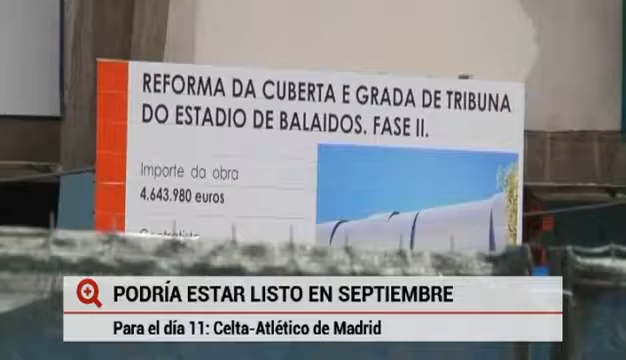 REFORMA DA CUBERTA E GRADA DE TRIBUNA
DO ESTADIO DE BALAIDOS. FASE II.
Importe da obra
4.643.980 euros
Contratista
PODRÍA ESTAR LISTO EN SEPTIEMBRE
Para el día 11: Celta-Atlético de Madrid